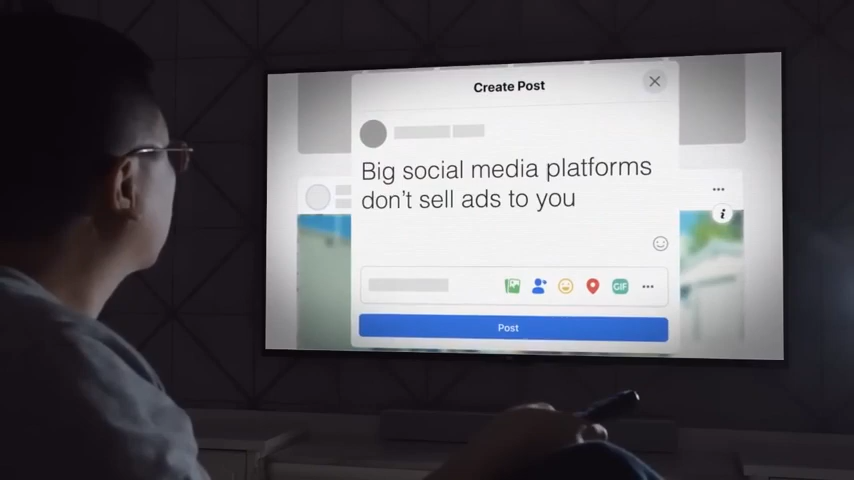 Create Post
Big social media platforms
don't sell ads to you
GIF
Post